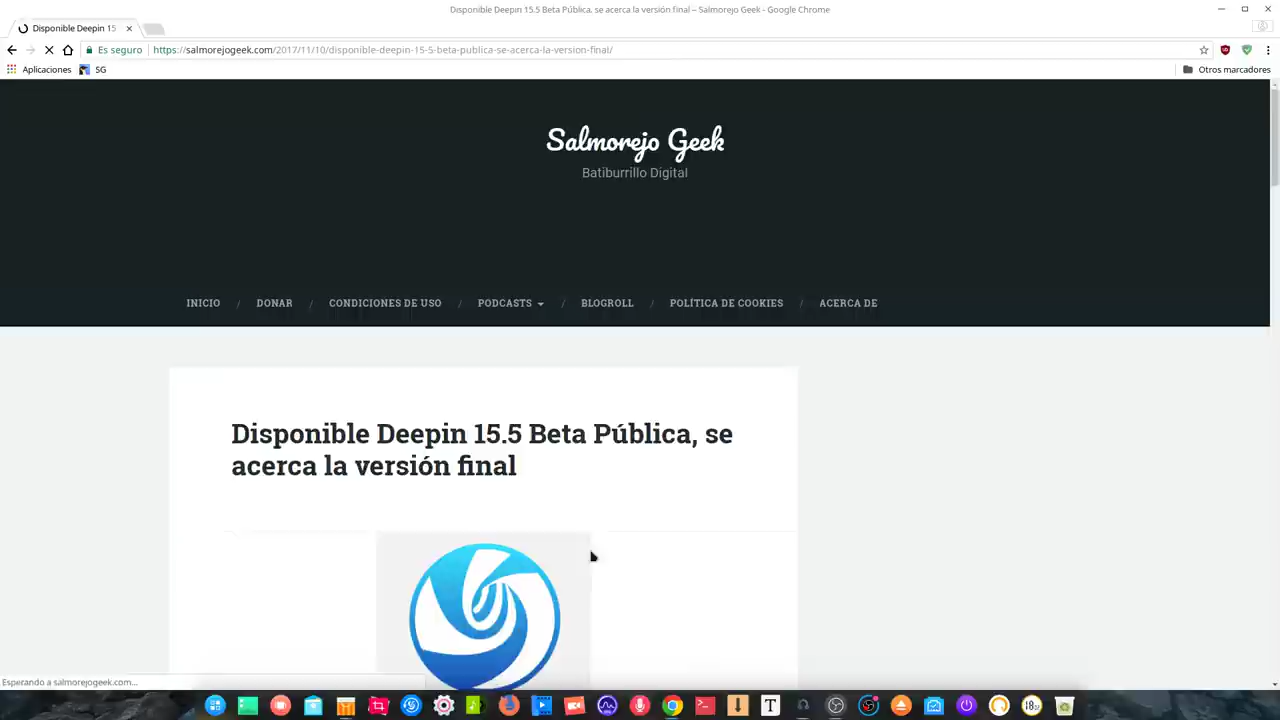 Disponible Deepin 15.5 Beta Pública, se acerca la versión final – Salmorejo Geek - Google Chrome
Disponible Deepin 15
Es seguro https://salmorejogeek.com/2017/11/10/disponible-deepin-15-5-beta-publica-se-acerca-la-version-final/
Aplicaciones SG Otros marcadores
Salmorejo Geek
Batiburrillo Digital
INICIO / DONAR / CONDICIONES DE USO / PODCASTS / BLOGROLL / POLÍTICA DE COOKIES / ACERCA DE
Disponible Deepin 15.5 Beta Pública, se
acerca la versión final
Esperando a salmorejogeek.com...